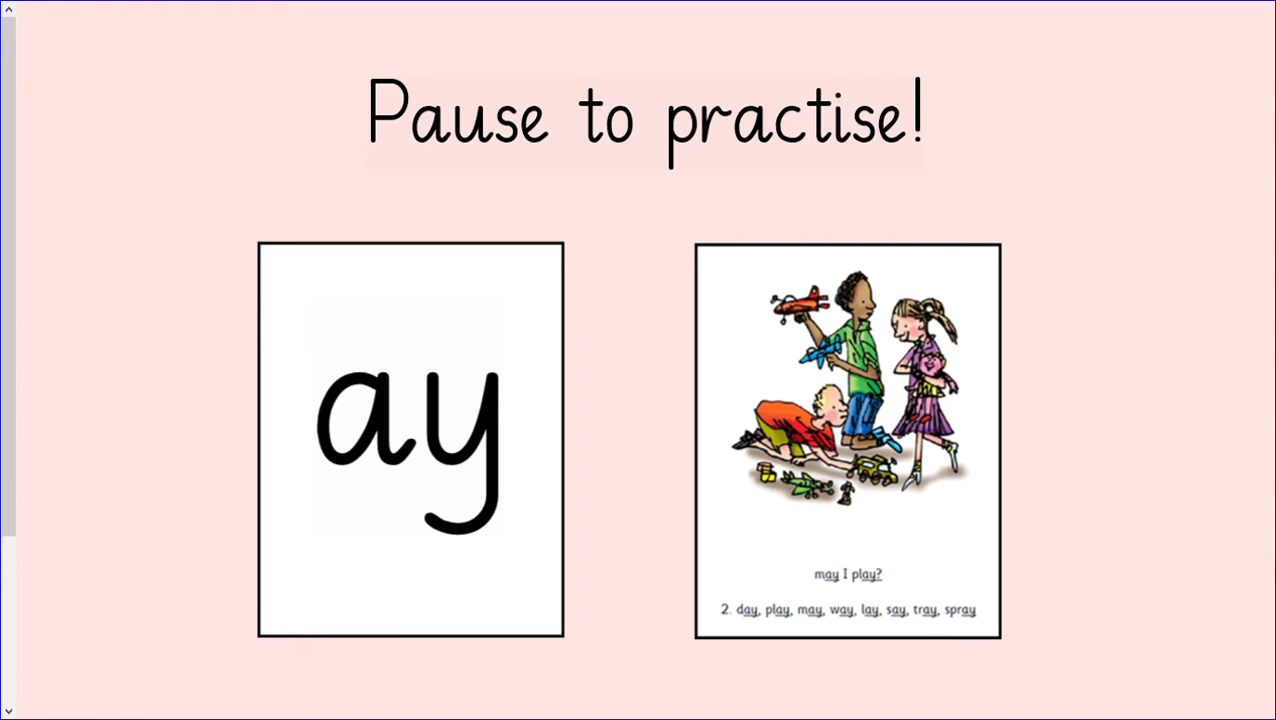 Pause to practise!
ay
may I play?
2. day, play, may, way, lay, say, tray, spray